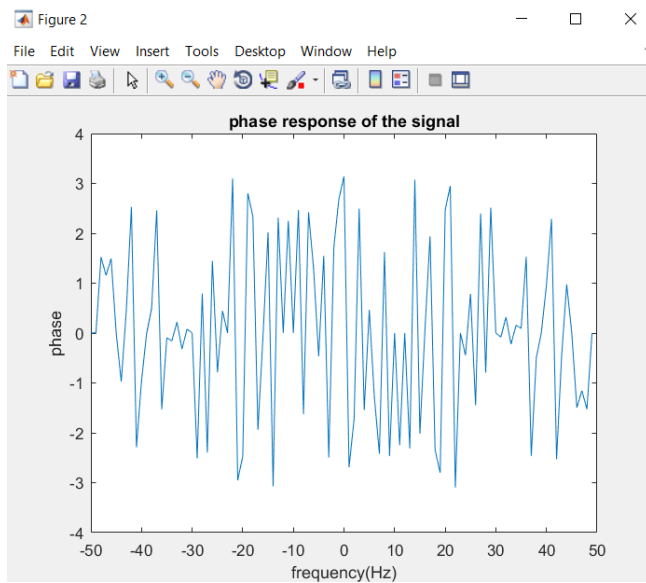 Figure 2
File Edit View Insert Tools Desktop Window Help
phase response of the signal
4
3
2
1
0
-1
-2
-3
-4
phase
-50 -40 -30 -20 -10 0 10 20 30 40 50
frequency(Hz)